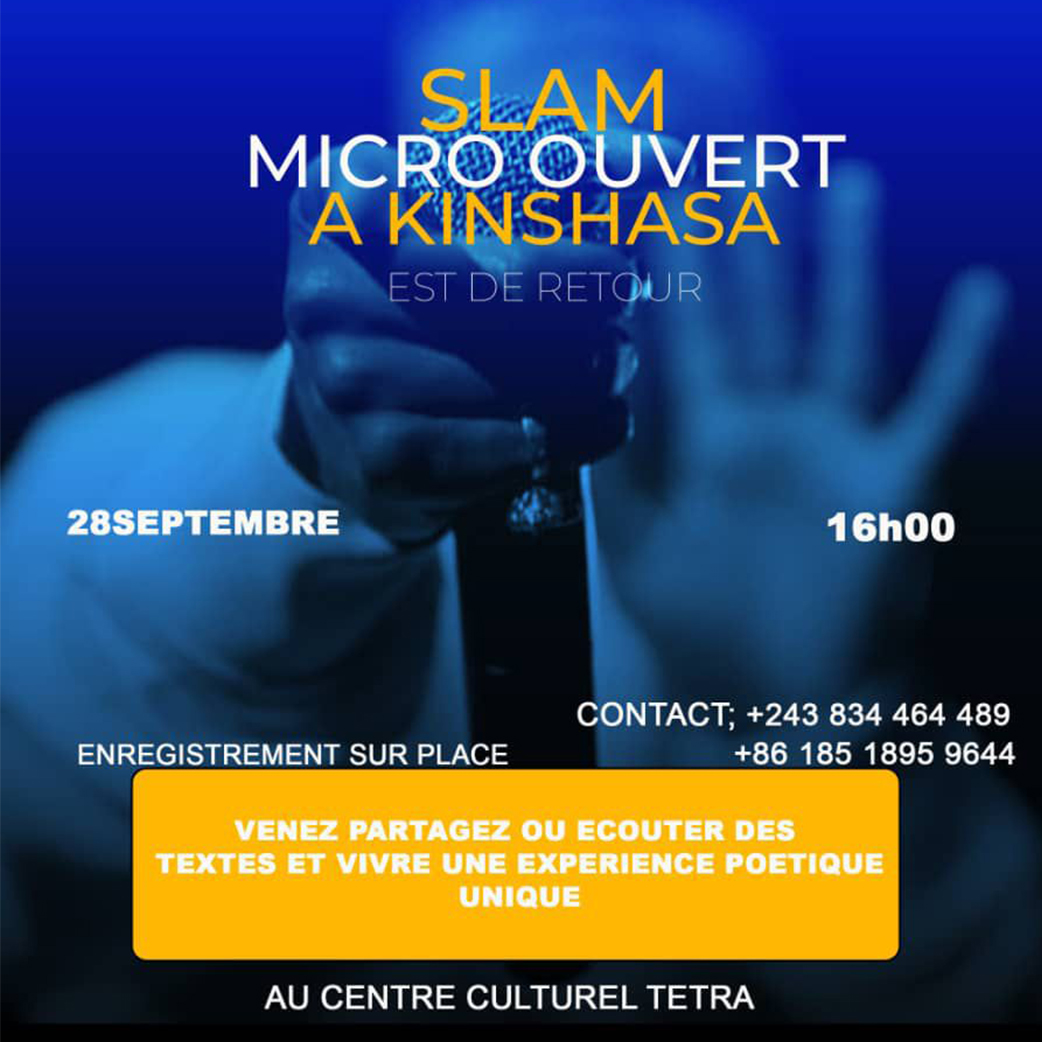 SLAM
MICRO OUVERT
A KINSHASA
EST DE RETOUR
28SEPTEMBRE
16h00
CONTACT; +243 834 464 489
+86 185 1895 9644
ENREGISTREMENT SUR PLACE
VENEZ PARTAGEZ OU ECOUTER DES
TEXTES ET VIVRE UNE EXPERIENCE POETIQUE
UNIQUE
AU CENTRE CULTUREL TETRA